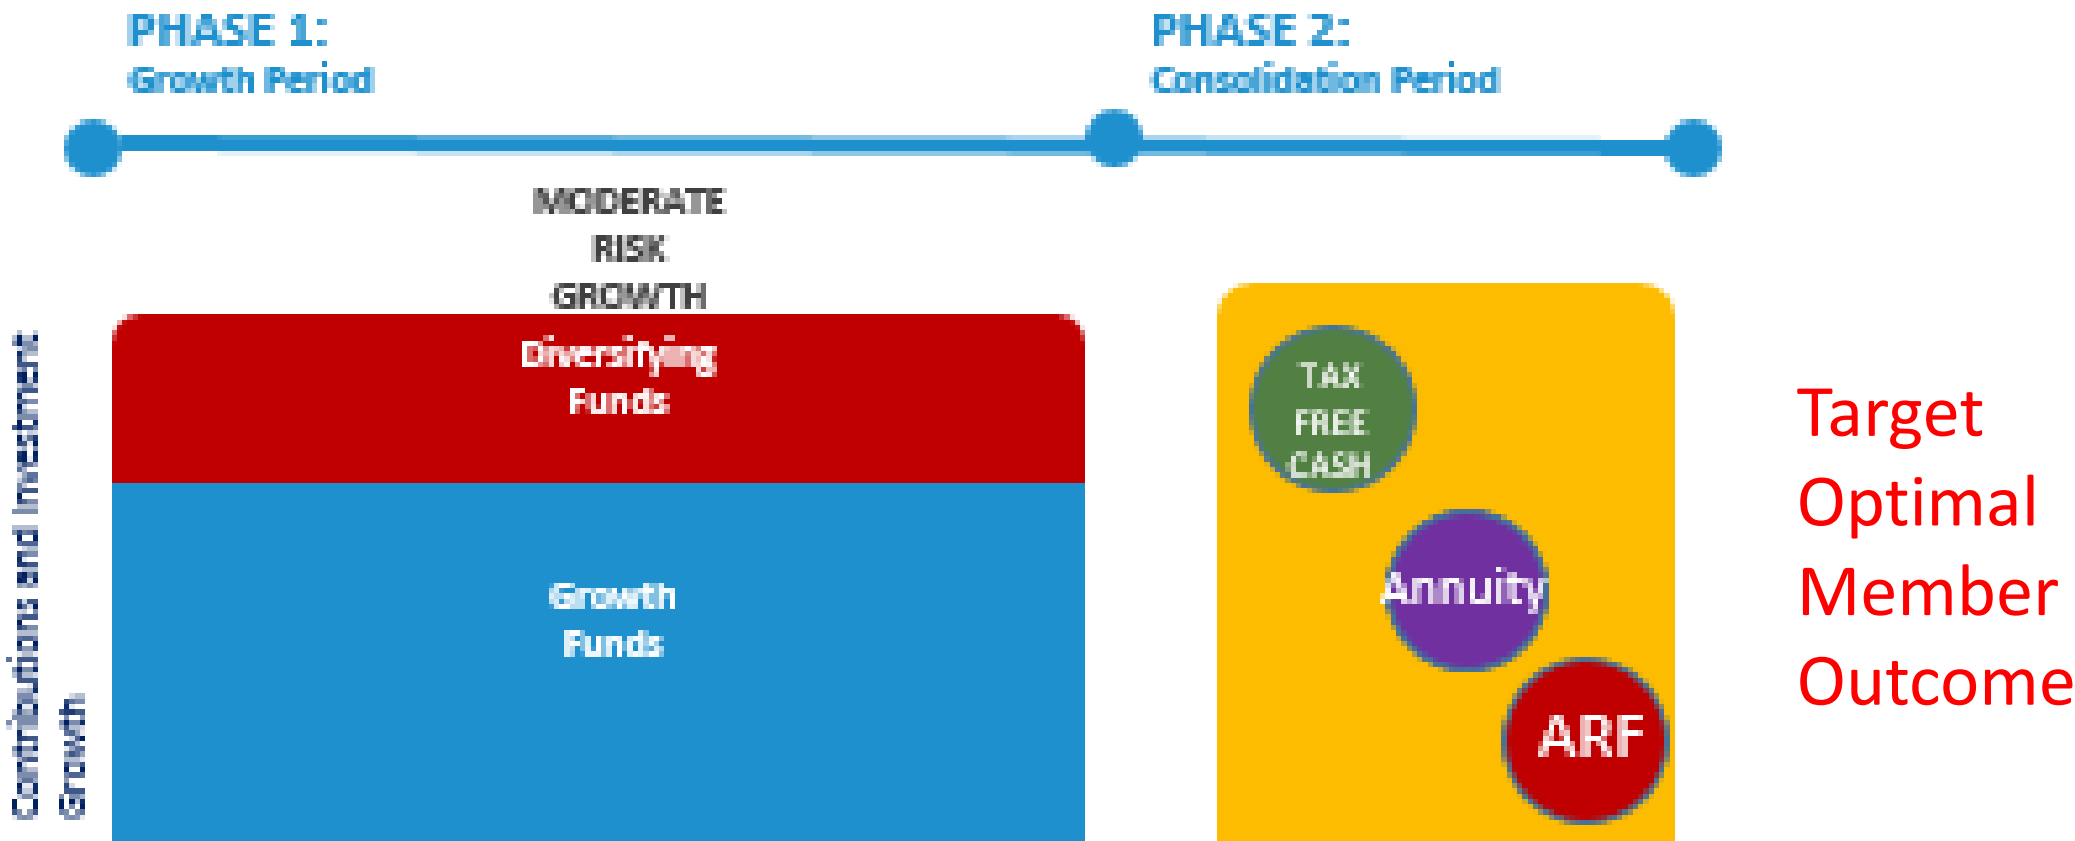 PHASE 1:
Growth Period
PHASE 2:
Consolidation Period
MODERATE
RISK
GROWTH
Diversifying
Funds
Growth
Funds
Contributions and Investment
Growth
TAX
FREE
CASH
Annuity
ARF
Target
Optimal
Member
Outcome